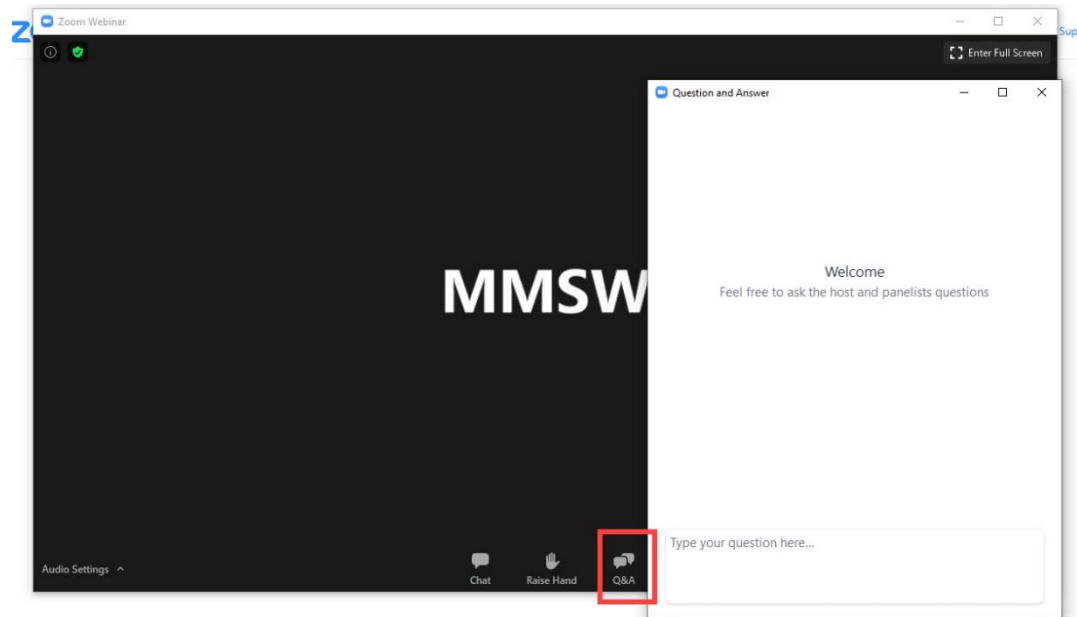 Zoom Webinar
Sup
Enter Full Screen
Question and Answer
MMSW
Welcome
Feel free to ask the host and panelists questions
Type your question here...
Audio Settings
Chat
Raise Hand
Q&A